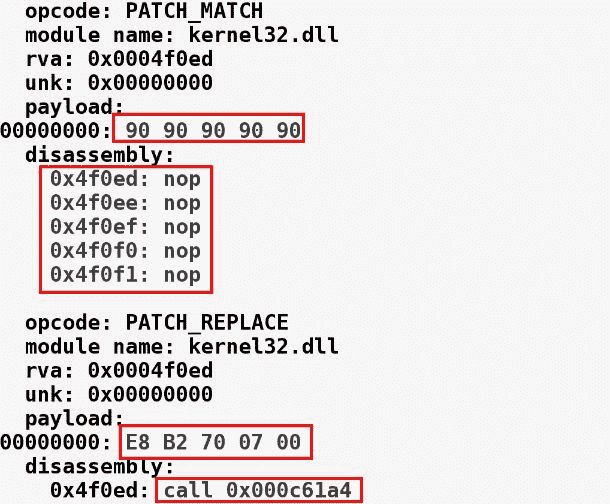 opcode: PATCH_MATCH
module name: kernel32.dll
rva: 0x0004f0ed
unk: 0x00000000
payload:
00000000: 90 90 90 90 90
disassembly:
0x4f0ed: nop
0x4f0ee: nop
0x4f0ef: nop
0x4f0f0: nop
0x4f0f1: nop
opcode: PATCH_REPLACE
module name: kernel32.dll
rva: 0x0004f0ed
unk: 0x00000000
payload:
00000000: E8 B2 70 07 00
disassembly:
0x4f0ed: call 0x000c61a4